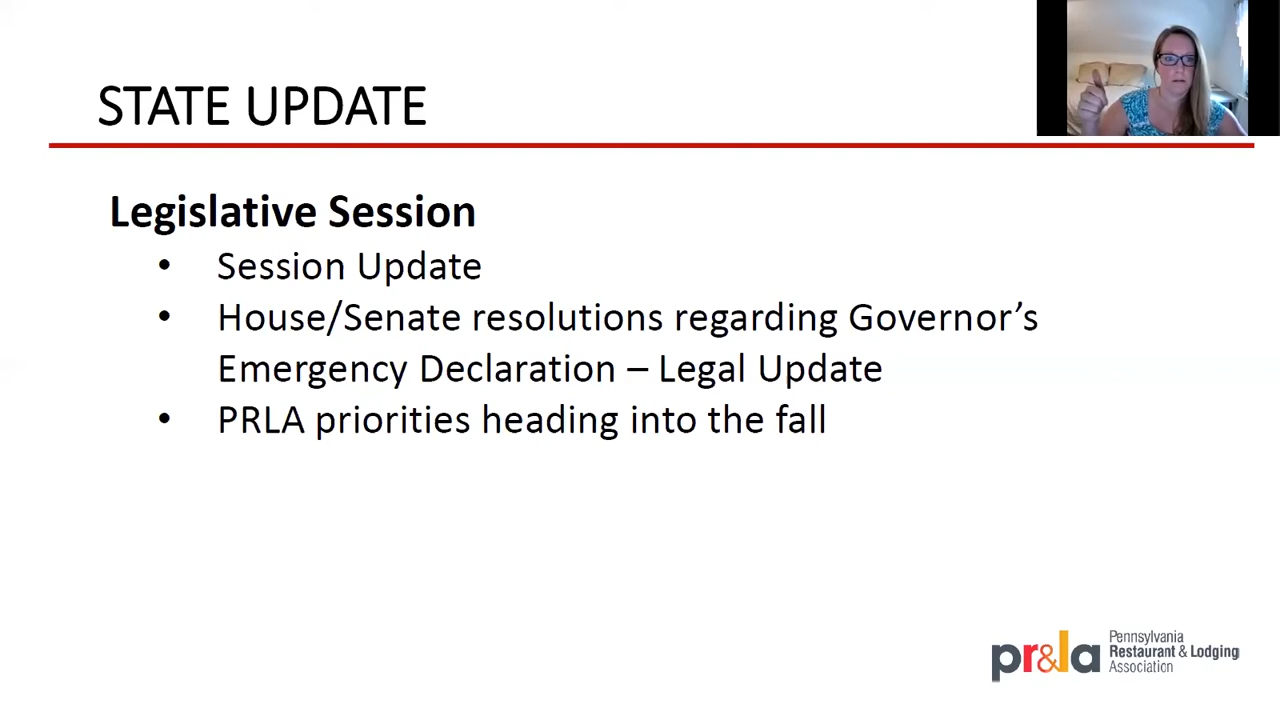 STATE UPDATE
Legislative Session
• Session Update
• House/Senate resolutions regarding Governor’s
Emergency Declaration – Legal Update
• PRLA priorities heading into the fall
pr&la
Pennsylvania
Restaurant & Lodging
Association